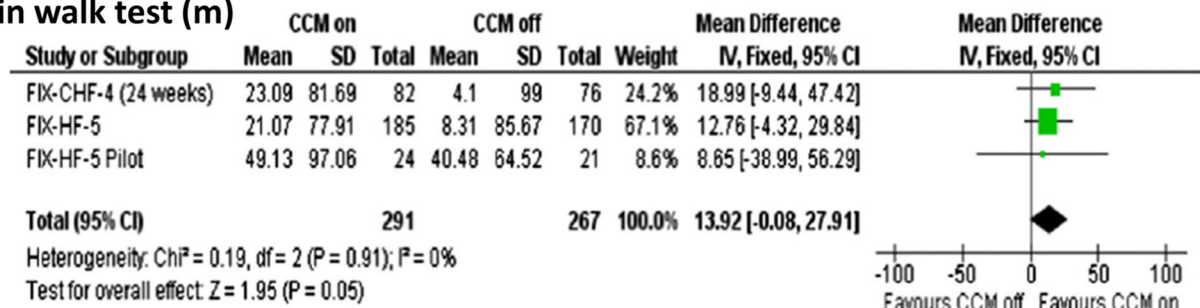 in walk test (m)
CCM on CCM off Mean Difference Mean Difference
Study or Subgroup Mean SD Total Mean SD Total Weight IV, Fixed, 95% CI IV, Fixed, 95% CI
FIX-CHF-4 (24 weeks) 23.09 81.69 82 4.1 99 76 24.2% 18.99 [-9.44, 47.42]
FIX-HF-5 21.07 77.91 185 8.31 85.67 170 67.1% 12.76 [-4.32, 29.84]
FIX-HF-5 Pilot 49.13 97.06 24 40.48 64.52 21 8.6% 8.65 [-38.99, 56.29]
Total (95% CI) 291 267 100.0% 13.92 [-0.08, 27.91]
Heterogeneity: Chi² = 0.19, df = 2 (P = 0.91); I² = 0%
Test for overall effect: Z = 1.95 (P = 0.05)
-100 -50 0 50 100
Favours CCM off Favours CCM on